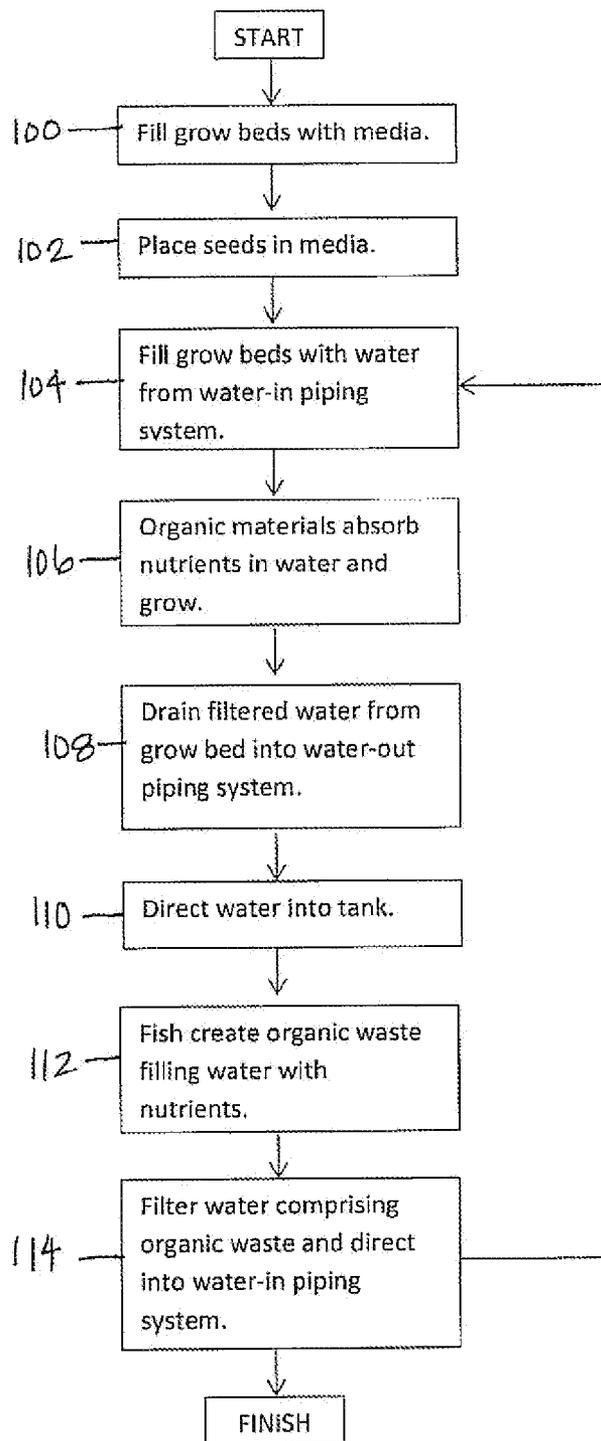 START
100
Fill grow beds with media.
102
Place seeds in media.
104
Fill grow beds with water
from water-in piping
system.
106
Organic materials absorb
nutrients in water and
grow.
108
Drain filtered water from
grow bed into water-out
piping system.
110
Direct water into tank.
112
Fish create organic waste
filling water with
nutrients.
114
Filter water comprising
organic waste and direct
into water-in piping
system.
FINISH